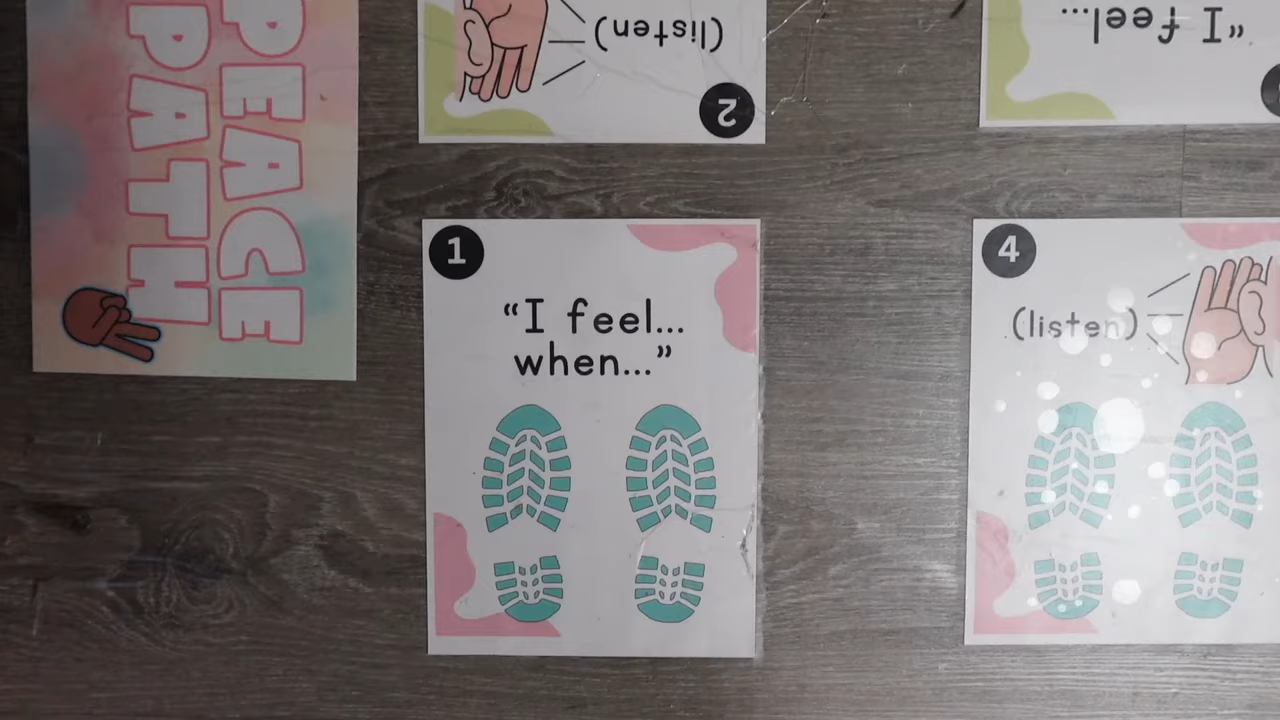 PEACE
PATH
2
(listen)
"I feel...
1
“I feel...
when...”
4
(listen)